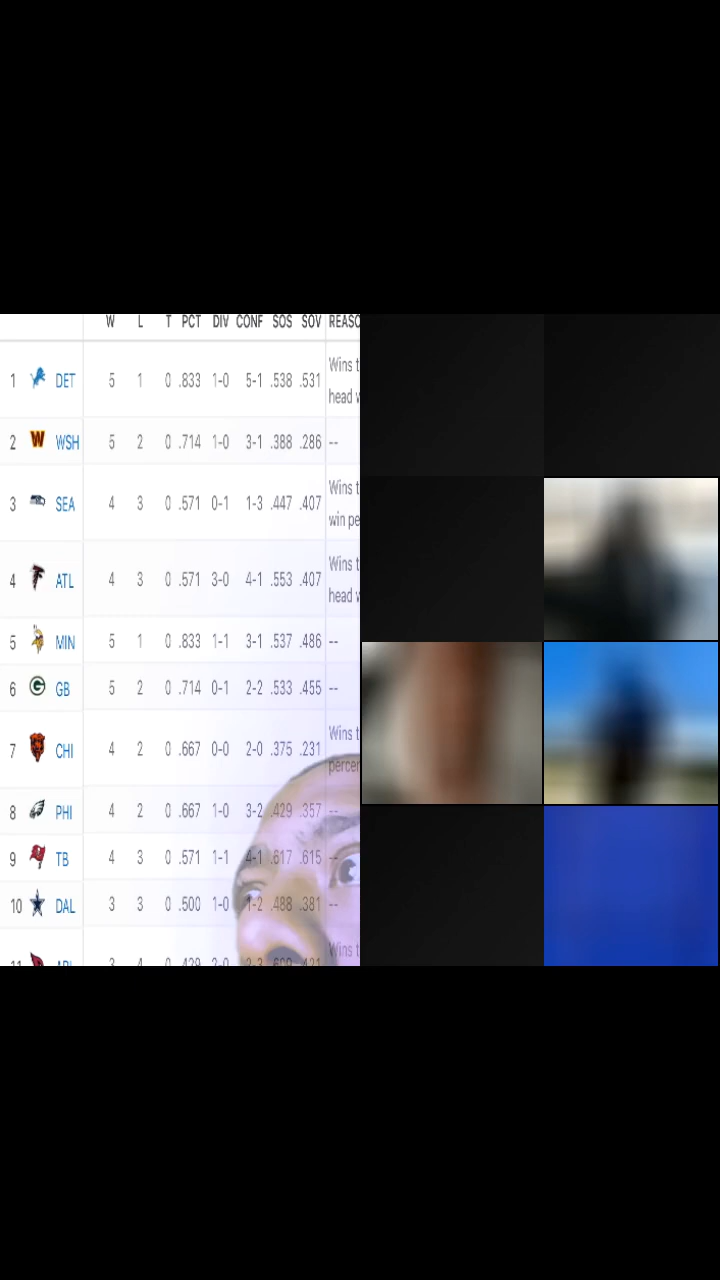 W L T PCT DIV CONF SOS SOV
1 DET 5 1 0 .833 1-0 5-1 .538 .531 Wins
head
2 WSH 5 2 0 .714 1-0 3-1 .388 .286 --
3 SEA 4 3 0 .571 0-1 1-3 .447 .407 Wins
win
4 ATL 4 3 0 .571 3-0 4-1 .553 .407 Wins
head
5 MIN 5 1 0 .833 1-1 3-1 .537 .486 --
6 GB 5 2 0 .714 0-1 2-2 .533 .455 --
7 CHI 4 2 0 .667 0-0 2-0 .375 .231 Wins
8 PHI 4 2 0 .667 1-0 3-2 .429 .357 --
9 TB 4 3 0 .571 1-1 4-1 .617 .615 --
10 DAL 3 3 0 .500 1-0 1-2 .488 .381 --
Wins